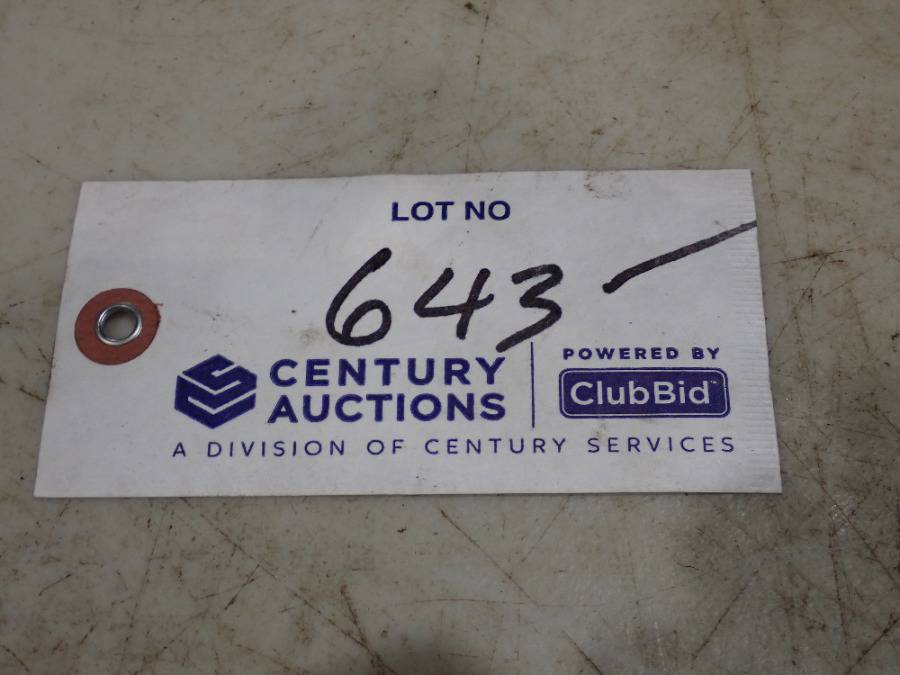 LOT NO
643-
CENTURY
AUCTIONS
POWERED BY
ClubBid™
A DIVISION OF CENTURY SERVICES